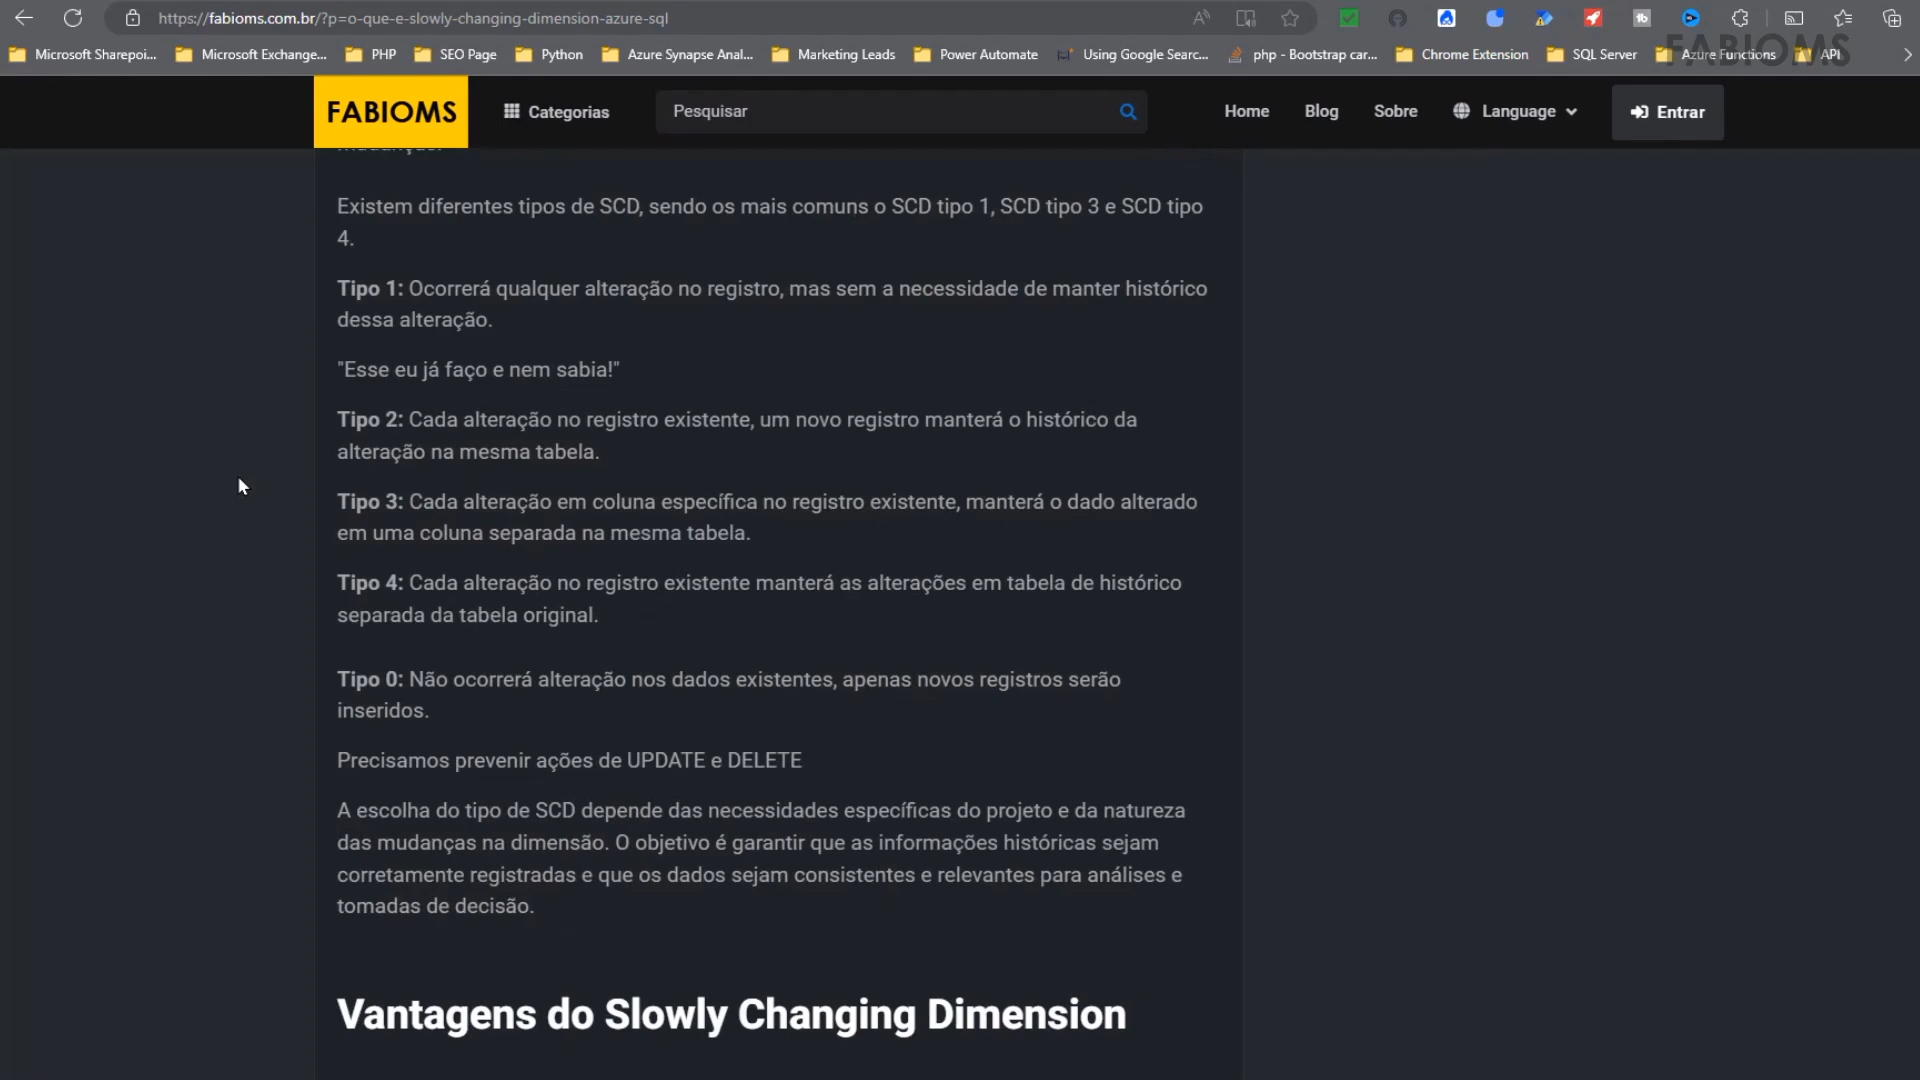 https://fabioms.com.br/?p=o-que-e-slowly-changing-dimension-azure-sql
Microsoft Sharepoi... Microsoft Exchange... PHP SEO Page Python Azure Synapse Anal... Marketing Leads Power Automate Using Google Searc... php - Bootstrap car... Chrome Extension SQL Server Azure Functions API
FABIOMS
FABIOMS Categorias Pesquisar Home Blog Sobre Language Entrar
Existem diferentes tipos de SCD, sendo os mais comuns o SCD tipo 1, SCD tipo 3 e SCD tipo
4.
Tipo 1: Ocorrerá qualquer alteração no registro, mas sem a necessidade de manter histórico
dessa alteração.
"Esse eu já faço e nem sabia!"
Tipo 2: Cada alteração no registro existente, um novo registro manterá o histórico da
alteração na mesma tabela.
Tipo 3: Cada alteração em coluna específica no registro existente, manterá o dado alterado
em uma coluna separada na mesma tabela.
Tipo 4: Cada alteração no registro existente manterá as alterações em tabela de histórico
separada da tabela original.
Tipo 0: Não ocorrerá alteração nos dados existentes, apenas novos registros serão
inseridos.
Precisamos prevenir ações de UPDATE e DELETE
A escolha do tipo de SCD depende das necessidades específicas do projeto e da natureza
das mudanças na dimensão. O objetivo é garantir que as informações históricas sejam
corretamente registradas e que os dados sejam consistentes e relevantes para análises e
tomadas de decisão.
Vantagens do Slowly Changing Dimension